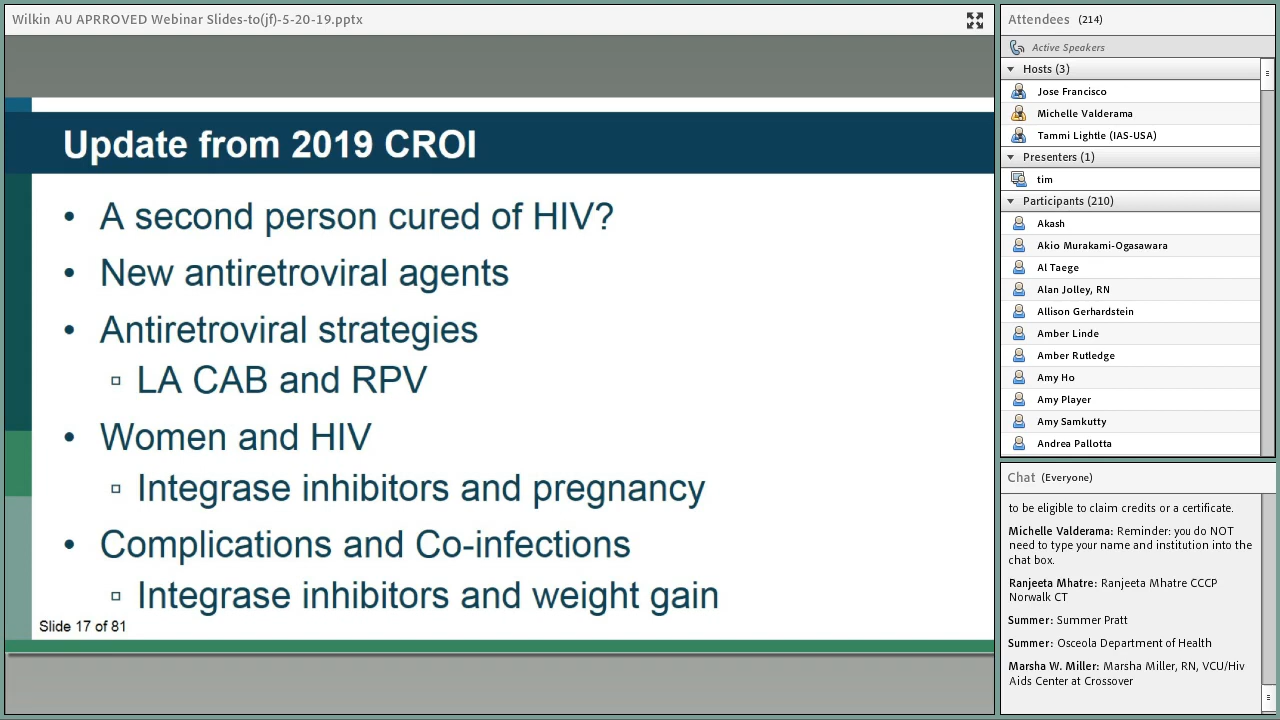 Wilkin AU APRROVED Webinar Slides-to(jf)-5-20-19.pptx
Update from 2019 CROI
• A second person cured of HIV?
• New antiretroviral agents
• Antiretroviral strategies
▫ LA CAB and RPV
• Women and HIV
▫ Integrase inhibitors and pregnancy
• Complications and Co-infections
▫ Integrase inhibitors and weight gain
Slide 17 of 81
Attendees (214)
Active Speakers
Hosts (3)
Jose Francisco
Michelle Valderama
Tammi Lightle (IAS-USA)
Presenters (1)
tim
Participants (210)
Akash
Akio Murakami-Ogasawara
Al Taege
Alan Jolley, RN
Allison Gerhardstein
Amber Linde
Amber Rutledge
Amy Ho
Amy Player
Amy Samkutty
Andrea Pallotta
Chat (Everyone)
to be eligible to claim credits or a certificate.
Michelle Valderama: Reminder: you do NOT
need to type your name and institution into the
chat box.
Ranjeeta Mhatre: Ranjeeta Mhatre CCCP
Norwalk CT
Summer: Summer Pratt
Summer: Osceola Department of Health
Marsha W. Miller: Marsha Miller, RN, VCU/Hiv
Aids Center at Crossover